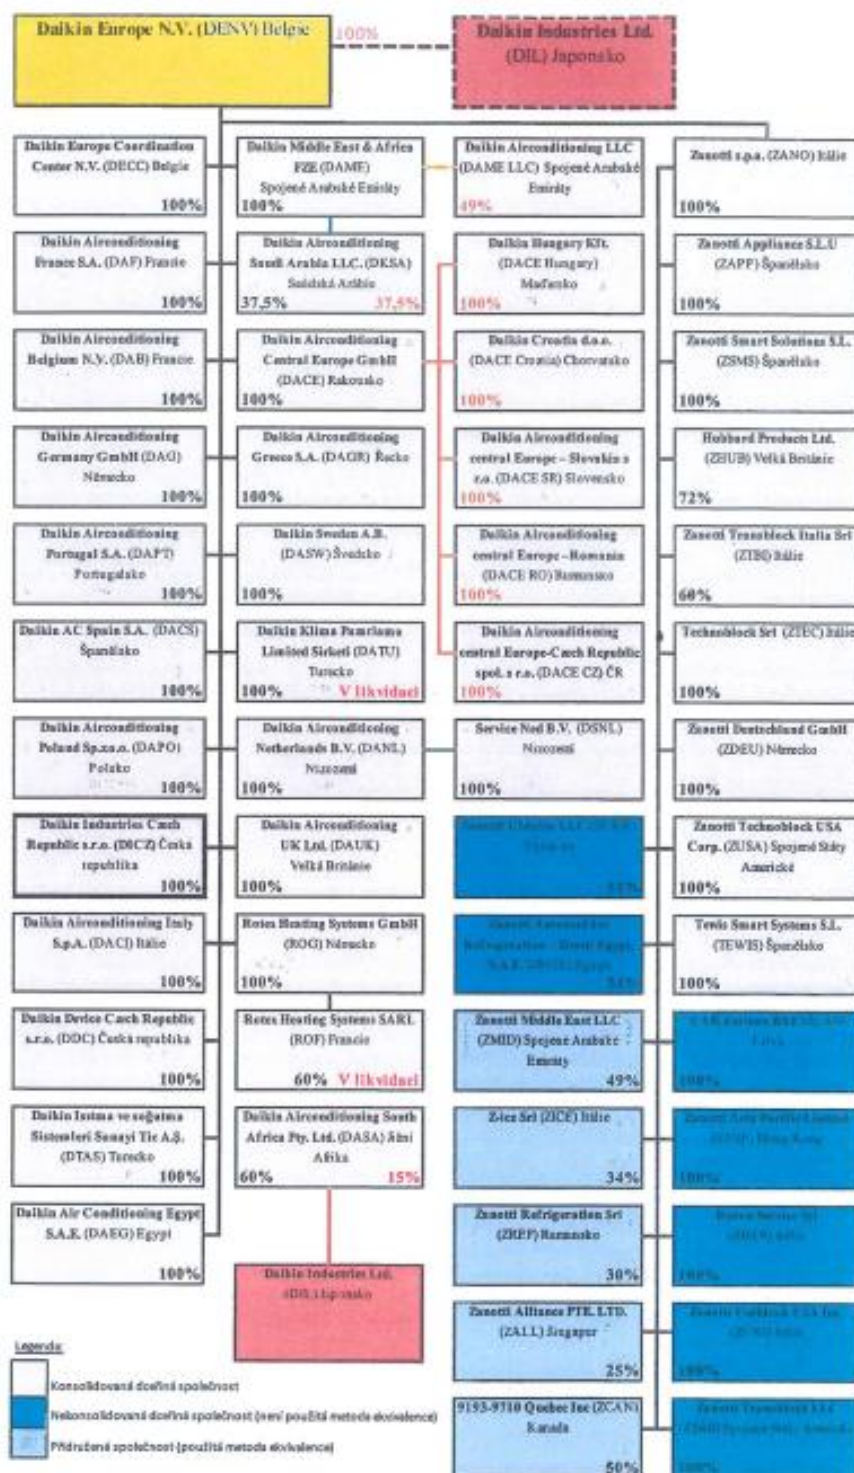 Daikin Europe N.V. (DENV) Belgie
100%
Daikin Industries Ltd.
(DIL) Japonsko
Daikin Europe Coordination
Center N.V. (DECC) Belgie
100%
Daikin Middle East & Africa
FZE (DAMF)
Spojené Arabské Emiráty
100%
Daikin Airconditioning LLC
(DAME LLC) Spojené Arabské
Emiráty
49%
Zanotti s.p.a. (ZANO) Itálie
100%
Daikin Airconditioning
France S.A. (DAF) Francie
100%
Daikin Airconditioning
Saudi Arabia LLC. (DKSA)
Saúdská Arábie
37,5% 37,5%
Daikin Hungary Kft.
(DACE Hungary)
Maďarsko
100%
Zanotti Appliance S.L.U
(ZAPP) Španělsko
100%
Daikin Airconditioning
Belgium N.V. (DAB) Francie
100%
Daikin Airconditioning
Central Europe GmbH
(DACE) Rakousko
100%
Daikin Croatia d.o.o.
(DACE Croatia) Chorvatsko
100%
Zanotti Smart Solutions S.L.
(ZSMS) Španělsko
100%
Daikin Airconditioning
Germany GmbH (DAG)
Německo
100%
Daikin Airconditioning
Greece S.A. (DAGR) Řecko
100%
Daikin Airconditioning
central Europe – Slovakia s
r.o. (DACE SR) Slovensko
100%
Hubbard Products Ltd.
(ZHUB) Velká Británie
72%
Daikin Airconditioning
Portugal S.A. (DAPT)
Portugalsko
100%
Daikin Sweden A.B.
(DASW) Švédsko
100%
Daikin Airconditioning
central Europe – Romania
(DACE RO) Rumunsko
100%
Zanotti Transblock Italia Srl
(ZTBI) Itálie
60%
Daikin AC Spain S.A. (DACS)
Španělsko
100%
Daikin Klima Pazarlama
Limited Sirketi (DATU)
Turecko
100% V likvidaci
Daikin Airconditioning
central Europe-Czech Republic
spol. s r.o. (DACE CZ) ČR
100%
Technoblock Srl (ZTEC) Itálie
100%
Daikin Airconditioning
Poland Sp.zo.o. (DAPO)
Polsko
100%
Daikin Airconditioning
Netherlands B.V. (DANL)
Nizozemí
100%
Service Ned B.V. (DSNL)
Nizozemí
100%
Zanotti Deutschland GmbH
(ZDEU) Německo
100%
Daikin Industries Czech
Republic s.r.o. (DICZ) Česká
republika
100%
Daikin Airconditioning
UK Ltd. (DAUK)
Velká Británie
100%
Zanotti Technoblock USA
Corp. (ZUSA) Spojené Státy
Americké
100%
Daikin Airconditioning Italy
S.p.A. (DACI) Itálie
100%
Rotex Heating Systems GmbH
(ROG) Německo
100%
Tewis Smart Systems S.L.
(TEWIS) Španělsko
100%
Daikin Device Czech Republic
s.r.o. (DDC) Česká republika
100%
Rotex Heating Systems SARL
(ROF) Francie
60% V likvidaci
Zanotti Middle East LLC
(ZMID) Spojené Arabské
Emiráty
49%
100%
Daikin Isıtma ve soğutma
Sistemleri Sanayi Tic A.Ş.
(DTAS) Turecko
100%
Daikin Airconditioning South
Africa Pty. Ltd. (DASA) Jižní
Afrika
60% 15%
Z-ice Srl (ZICE) Itálie
34%
100%
Daikin Air Conditioning Egypt
S.A.E. (DAEG) Egypt
100%
Daikin Industries Ltd.
(DIL) Japonsko
Zanotti Refrigeration Srl
(ZREF) Rumunsko
30%
100%
Zanotti Alliance PTE. LTD.
(ZALL) Singapur
25%
100%
9193-9710 Quebec Inc (ZCAN)
Kanada
50%
100%
Legenda:
Konsolidovaná dceřiná společnost
Nekonsolidovaná dceřiná společnost (není použitá metoda ekvivalence)
Přidružené společnost (použitá metoda ekvivalence)